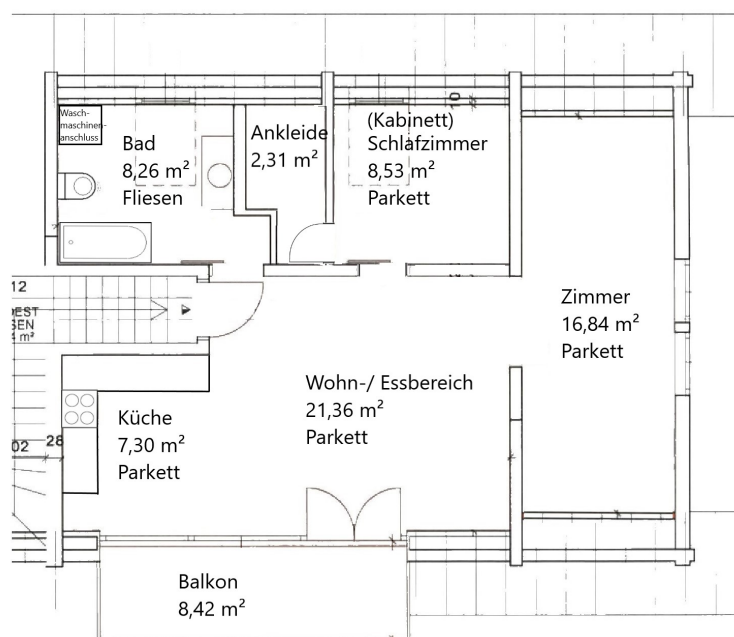 Wasch-
maschinen-
anschluss
Bad
8,26 m²
Fliesen
Ankleide
2,31 m²
(Kabinett)
Schlafzimmer
8,53 m²
Parkett
10
12
Zimmer
16,84 m²
Parkett
Wohn-/ Essbereich
21,36 m²
Parkett
Küche
7,30 m²
Parkett
02
28
Balkon
8,42 m²